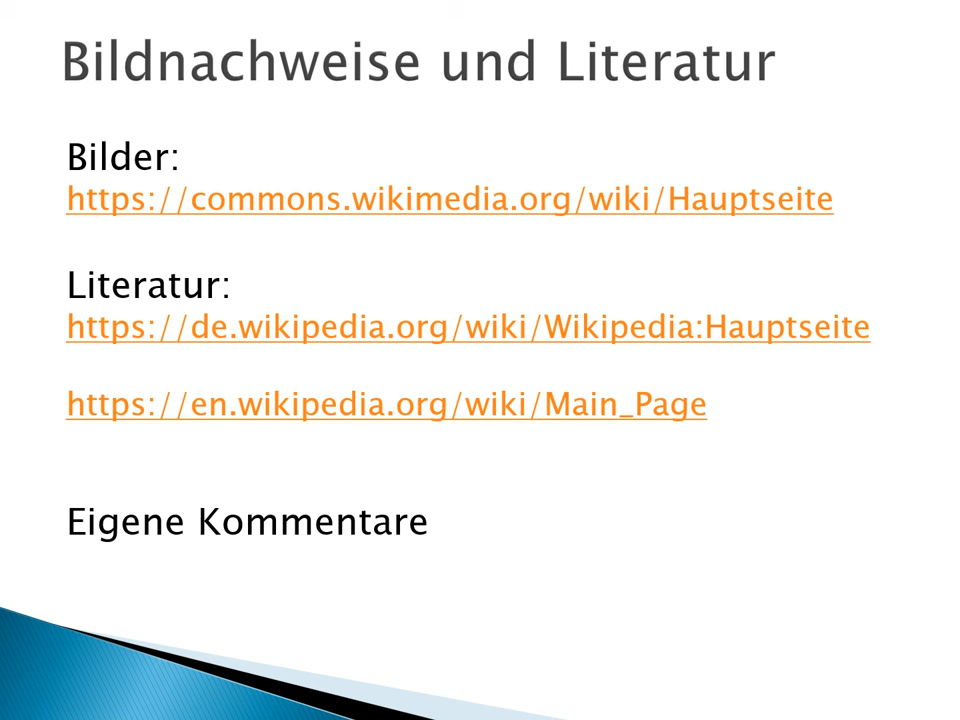 Bildnachweise und Literatur
Bilder:
https://commons.wikimedia.org/wiki/Hauptseite
Literatur:
https://de.wikipedia.org/wiki/Wikipedia:Hauptseite
https://en.wikipedia.org/wiki/Main_Page
Eigene Kommentare